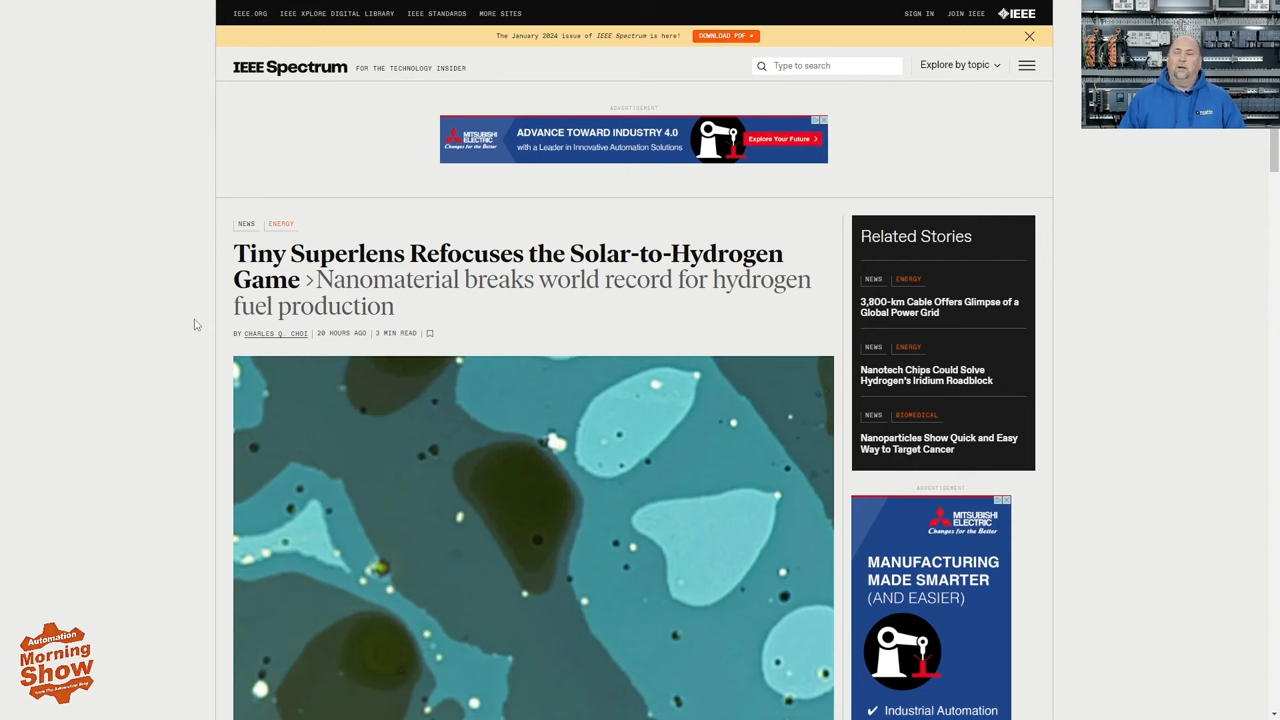 IEEE.ORG IEEE XPLORE DIGITAL LIBRARY IEEE STANDARDS MORE SITES SIGN IN JOIN IEEE IEEE
The January 2024 issue of IEEE Spectrum is here! DOWNLOAD PDF
IEEE Spectrum FOR THE TECHNOLOGY INSIDER Type to search Explore by topic
ADVERTISEMENT
MITSUBISHI ELECTRIC
Changes for the Better
ADVANCE TOWARD INDUSTRY 4.0
with a Leader in Innovative Automation Solutions
Explore Your Future >
NEWS ENERGY
Tiny Superlens Refocuses the Solar-to-Hydrogen
Game >Nanomaterial breaks world record for hydrogen
fuel production
BY CHARLES Q. CHOI 20 HOURS AGO 3 MIN READ
Related Stories
NEWS ENERGY
3,800-km Cable Offers Glimpse of a
Global Power Grid
NEWS ENERGY
Nanotech Chips Could Solve
Hydrogen's Iridium Roadblock
NEWS BIOMEDICAL
Nanoparticles Show Quick and Easy
Way to Target Cancer
ADVERTISEMENT
MITSUBISHI
ELECTRIC
Changes for the Better
MANUFACTURING
MADE SMARTER
(AND EASIER)
✓ Industrial Automation
Automation
Morning
Show
from The Automation Blog